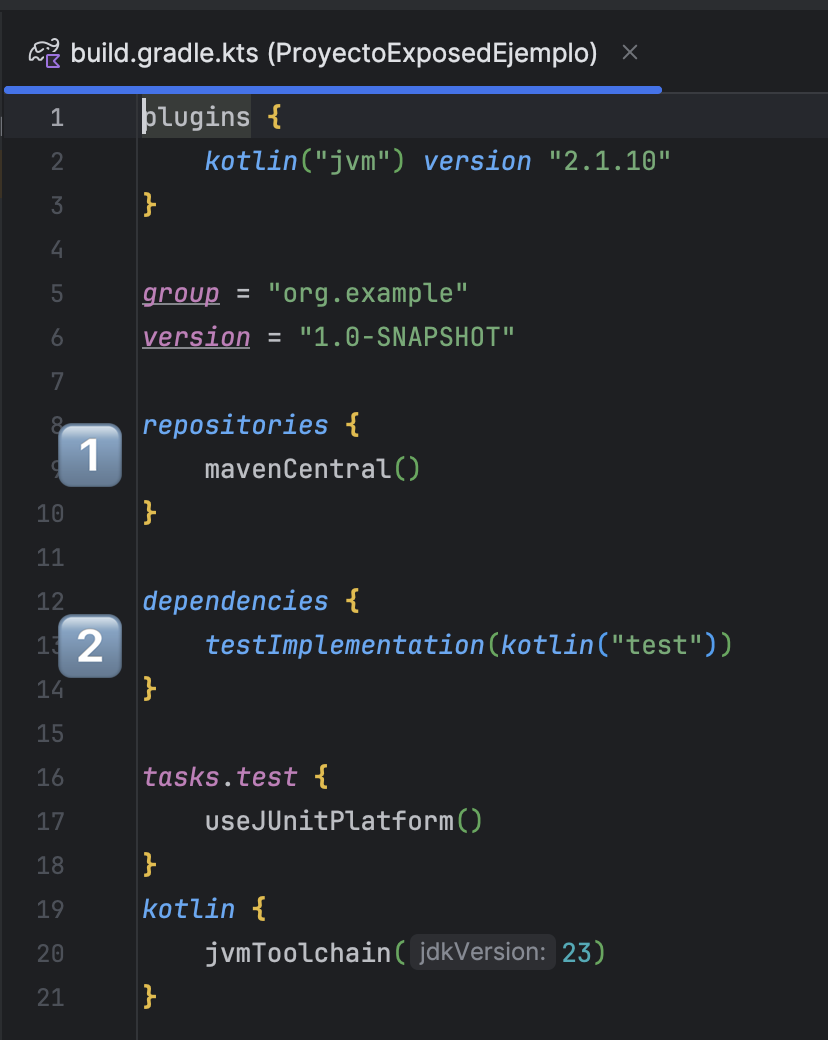 build.gradle.kts (ProyectoExposedEjemplo)
1 plugins {
2 kotlin("jvm") version "2.1.10"
3 }
4
5 group = "org.example"
6 version = "1.0-SNAPSHOT"
7
8 repositories {
1
9 mavenCentral()
10 }
11
12 dependencies {
2
13 testImplementation(kotlin("test"))
14 }
15
16 tasks.test {
17 useJUnitPlatform()
18 }
19 kotlin {
20 jvmToolchain( jdkVersion: 23)
21 }